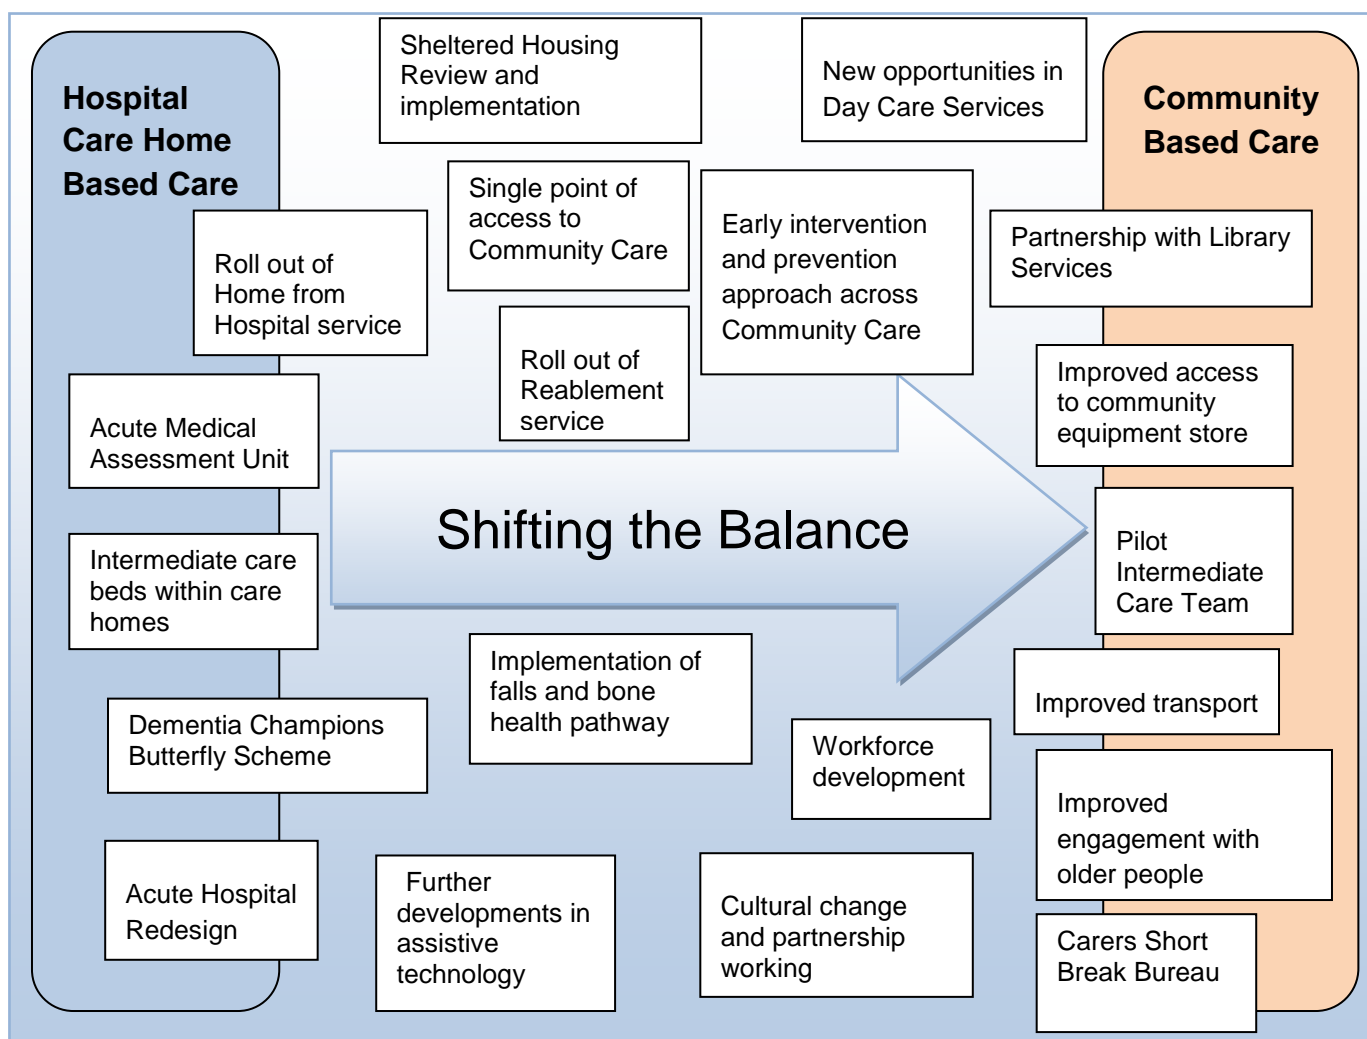 Hospital
Care Home
Based Care
Sheltered Housing
Review and
implementation
New opportunities in
Day Care Services
Community
Based Care
Single point of
access to
Community Care
Early intervention
and prevention
approach across
Community Care
Partnership with Library
Services
Roll out of
Home from
Hospital service
Roll out of
Reablement
service
Improved access
to community
equipment store
Acute Medical
Assessment Unit
Shifting the Balance
Pilot
Intermediate
Care Team
Intermediate care
beds within care
homes
Implementation of
falls and bone
health pathway
Improved transport
Dementia Champions
Butterfly Scheme
Workforce
development
Improved
engagement with
older people
Acute Hospital
Redesign
Further
developments in
assistive
technology
Cultural change
and partnership
working
Carers Short
Break Bureau